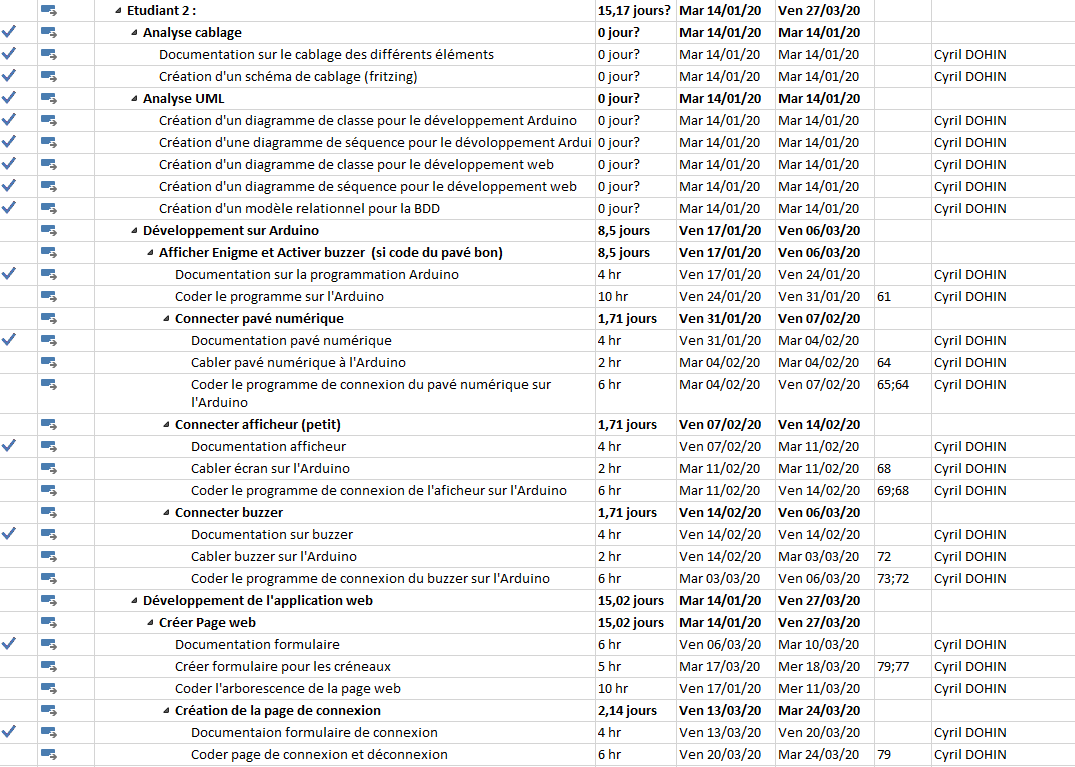 Etudiant 2 : 15,17 jours? Mar 14/01/20 Ven 27/03/20
Analyse cablage 0 jour? Mar 14/01/20 Mar 14/01/20
Documentation sur le cablage des différents éléments 0 jour? Mar 14/01/20 Mar 14/01/20 Cyril DOHIN
Création d'un schéma de cablage (fritzing) 0 jour? Mar 14/01/20 Mar 14/01/20 Cyril DOHIN
Analyse UML 0 jour? Mar 14/01/20 Mar 14/01/20
Création d'un diagramme de classe pour le développement Arduino 0 jour? Mar 14/01/20 Mar 14/01/20 Cyril DOHIN
Création d'une diagramme de séquence pour le dévoloppement Ardui 0 jour? Mar 14/01/20 Mar 14/01/20 Cyril DOHIN
Création d'un diagramme de classe pour le développement web 0 jour? Mar 14/01/20 Mar 14/01/20 Cyril DOHIN
Création d'un diagramme de séquence pour le développement web 0 jour? Mar 14/01/20 Mar 14/01/20 Cyril DOHIN
Création d'un modèle relationnel pour la BDD 0 jour? Mar 14/01/20 Mar 14/01/20 Cyril DOHIN
Développement sur Arduino 8,5 jours Ven 17/01/20 Ven 06/03/20
Afficher Enigme et Activer buzzer (si code du pavé bon) 8,5 jours Ven 17/01/20 Ven 06/03/20
Documentation sur la programmation Arduino 4 hr Ven 17/01/20 Ven 24/01/20 Cyril DOHIN
Coder le programme sur l'Arduino 10 hr Ven 24/01/20 Ven 31/01/20 61 Cyril DOHIN
Connecter pavé numérique 1,71 jours Ven 31/01/20 Ven 07/02/20
Documentation pavé numérique 4 hr Ven 31/01/20 Mar 04/02/20 Cyril DOHIN
Cabler pavé numérique à l'Arduino 2 hr Mar 04/02/20 Mar 04/02/20 64 Cyril DOHIN
Coder le programme de connexion du pavé numérique sur 6 hr Mar 04/02/20 Ven 07/02/20 65;64 Cyril DOHIN
l'Arduino
Connecter afficheur (petit) 1,71 jours Ven 07/02/20 Ven 14/02/20
Documentation afficheur 4 hr Ven 07/02/20 Mar 11/02/20 Cyril DOHIN
Cabler écran sur l'Arduino 2 hr Mar 11/02/20 Mar 11/02/20 68 Cyril DOHIN
Coder le programme de connexion de l'aficheur sur l'Arduino 6 hr Mar 11/02/20 Ven 14/02/20 69;68 Cyril DOHIN
Connecter buzzer 1,71 jours Ven 14/02/20 Ven 06/03/20
Documentation sur buzzer 4 hr Ven 14/02/20 Ven 14/02/20 Cyril DOHIN
Cabler buzzer sur l'Arduino 2 hr Ven 14/02/20 Mar 03/03/20 72 Cyril DOHIN
Coder le programme de connexion du buzzer sur l'Arduino 6 hr Mar 03/03/20 Ven 06/03/20 73;72 Cyril DOHIN
Développement de l'application web 15,02 jours Mar 14/01/20 Ven 27/03/20
Créer Page web 15,02 jours Mar 14/01/20 Ven 27/03/20
Documentation formulaire 6 hr Ven 06/03/20 Mar 10/03/20 Cyril DOHIN
Créer formulaire pour les créneaux 5 hr Mar 17/03/20 Mer 18/03/20 79;77 Cyril DOHIN
Coder l'arborescence de la page web 10 hr Ven 17/01/20 Mer 11/03/20 Cyril DOHIN
Création de la page de connexion 2,14 jours Ven 13/03/20 Mar 24/03/20
Documentaion formulaire de connexion 4 hr Ven 13/03/20 Ven 20/03/20 Cyril DOHIN
Coder page de connexion et déconnexion 6 hr Ven 20/03/20 Mar 24/03/20 79 Cyril DOHIN